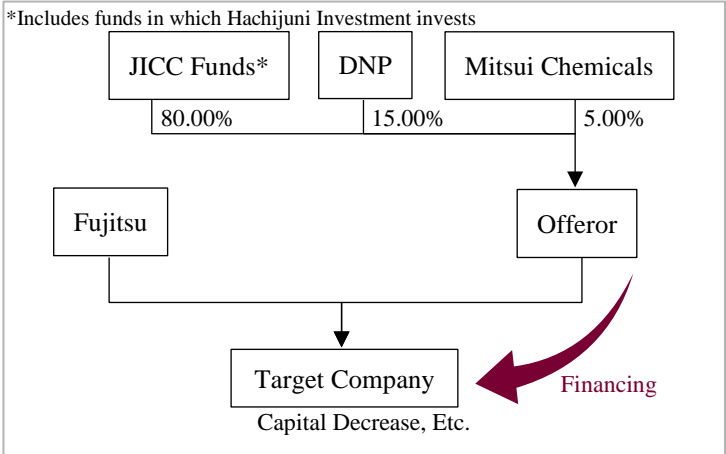 *Includes funds in which Hachijuni Investment invests
JICC Funds*
DNP
Mitsui Chemicals
80.00%
15.00%
5.00%
Fujitsu
Offeror
Target Company
Financing
Capital Decrease, Etc.